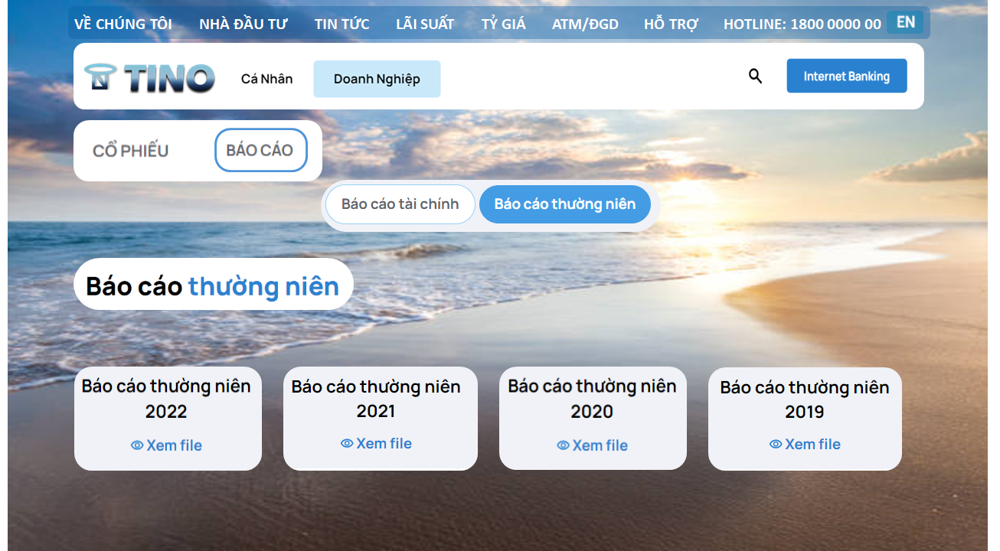 VỀ CHÚNG TÔI NHÀ ĐẦU TƯ TIN TỨC LÃI SUẤT TỶ GIÁ ATM/ĐGD HỖ TRỢ HOTLINE: 1800 0000 00 EN
TINO Cá Nhân Doanh Nghiệp Internet Banking
CỔ PHIẾU BÁO CÁO
Báo cáo tài chính Báo cáo thường niên
Báo cáo thường niên
Báo cáo thường niên
2022
Xem file
Báo cáo thường niên
2021
Xem file
Báo cáo thường niên
2020
Xem file
Báo cáo thường niên
2019
Xem file